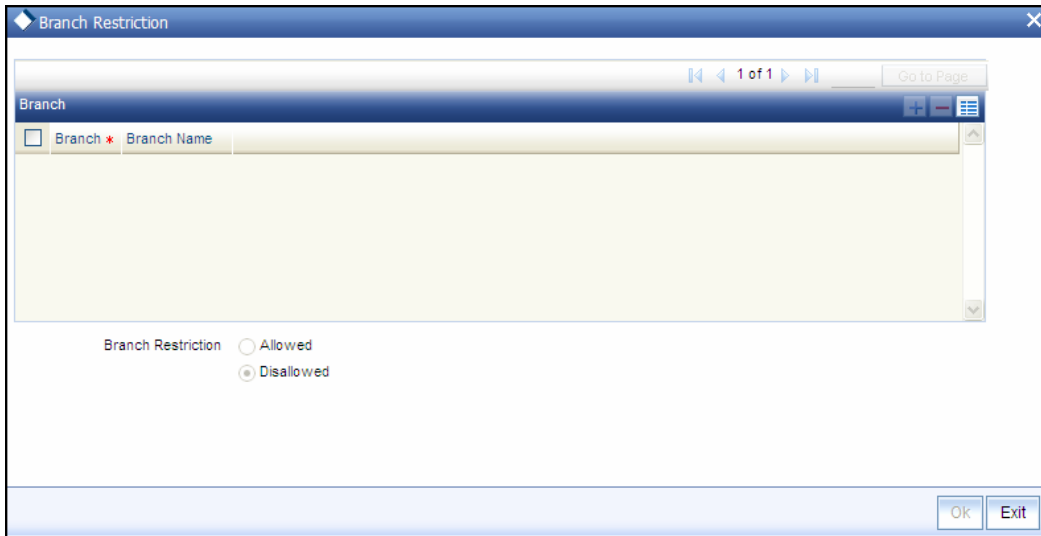 Branch Restriction
1 of 1 Go to Page
Branch
Branch * Branch Name
Branch Restriction Allowed
Disallowed
Ok Exit